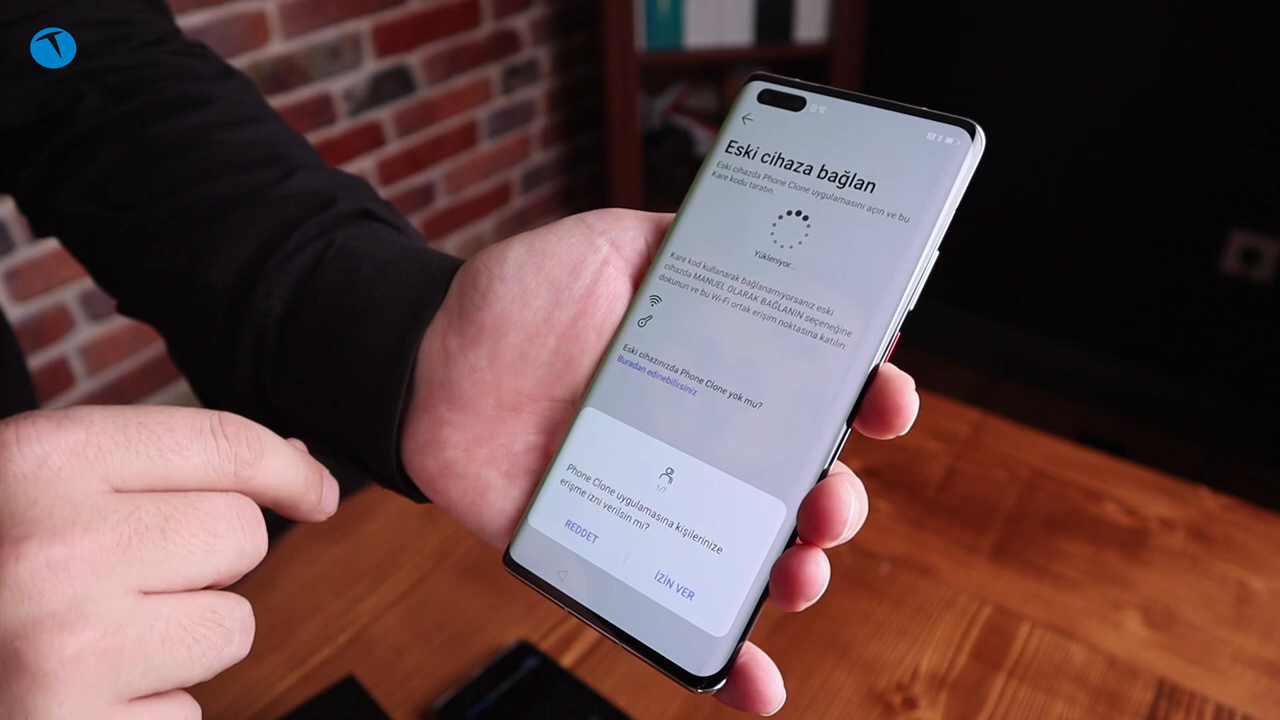 Eski cihaza bağlan
Eski cihazda Phone Clone uygulamasını açın ve bu
Kare kodu taratın.
Yükleniyor...
Kare kod kullanarak bağlanamıyorsanız eski
cihazda MANUEL OLARAK BAĞLANIN seçeneğine
dokunun ve bu Wi-Fi ortak erişim noktasına katılın:
Eski cihazınızda Phone Clone yok mu?
Buradan edinebilirsiniz
1/7
Phone Clone uygulamasına kişilerinize
erişme izni verilsin mi?
REDDET
İZİN VER